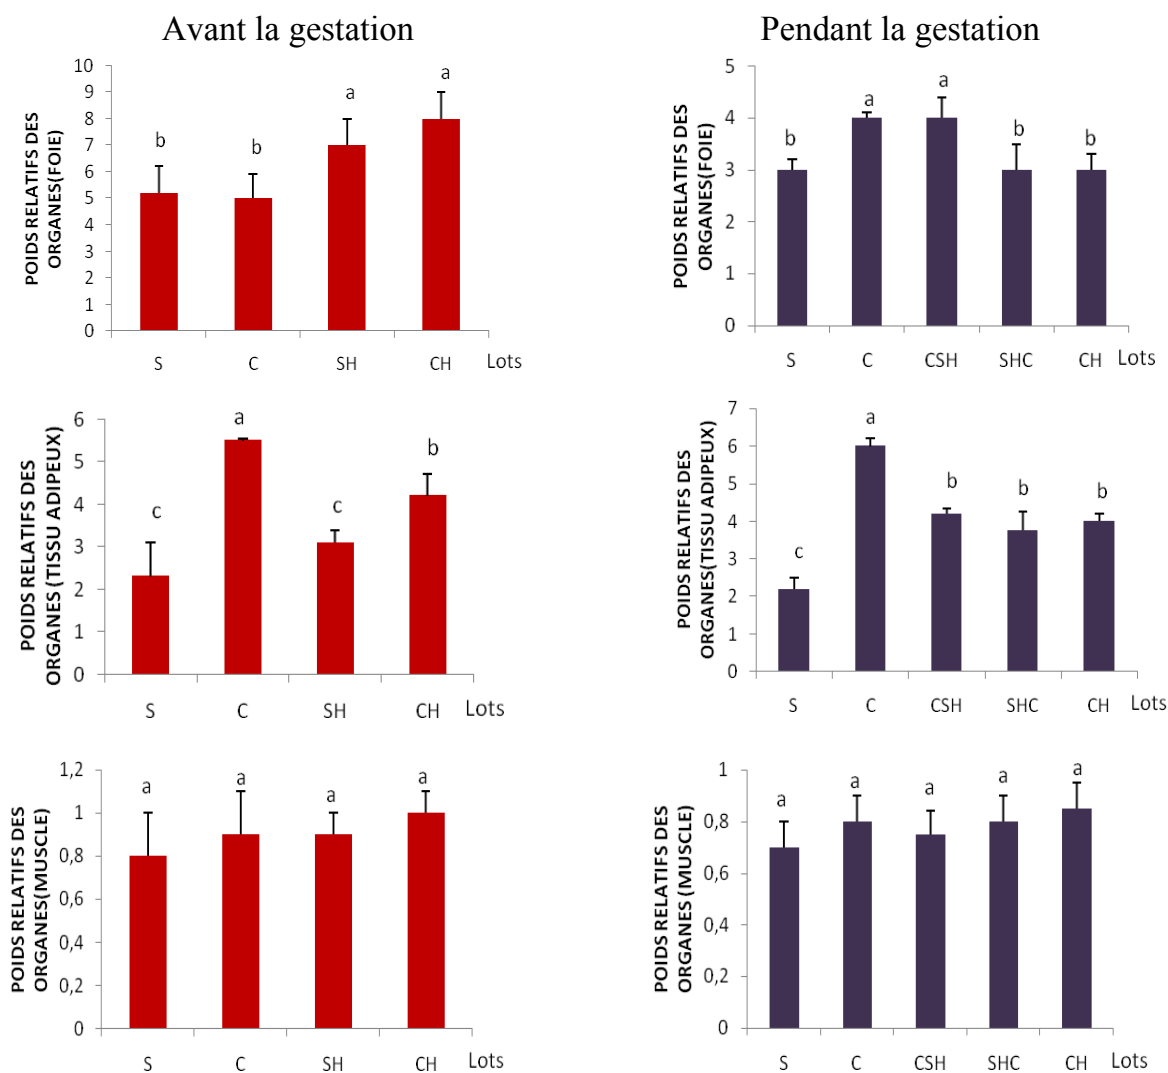 Avant la gestation
Pendant la gestation
POIDS RELATIFS DES
ORGANES(FOIE)
10
9
8
7
6
5
4
3
2
1
0
b
b
a
a
S
C
SH
CH
Lots
POIDS RELATIFS DES
ORGANES(FOIE)
5
4
3
2
1
0
b
a
a
b
b
S
C
CSH
SHC
CH
Lots
POIDS RELATIFS DES
ORGANES (TISSU ADIPEUX)
6
5
4
3
2
1
0
c
a
c
b
S
C
SH
CH
Lots
POIDS RELATIFS DES
ORGANES(TISSU ADIPEUX)
7
6
5
4
3
2
1
0
c
a
b
b
b
S
C
CSH
SHC
CH
Lots
POIDS RELATIFS DES
ORGANES(MUSCLE)
1,2
1
0,8
0,6
0,4
0,2
0
a
a
a
a
S
C
SH
CH
Lots
POIDS RELATIFS DES
ORGANES (MUSCLE)
1
0,8
0,6
0,4
0,2
0
a
a
a
a
a
S
C
CSH
SHC
CH
Lots